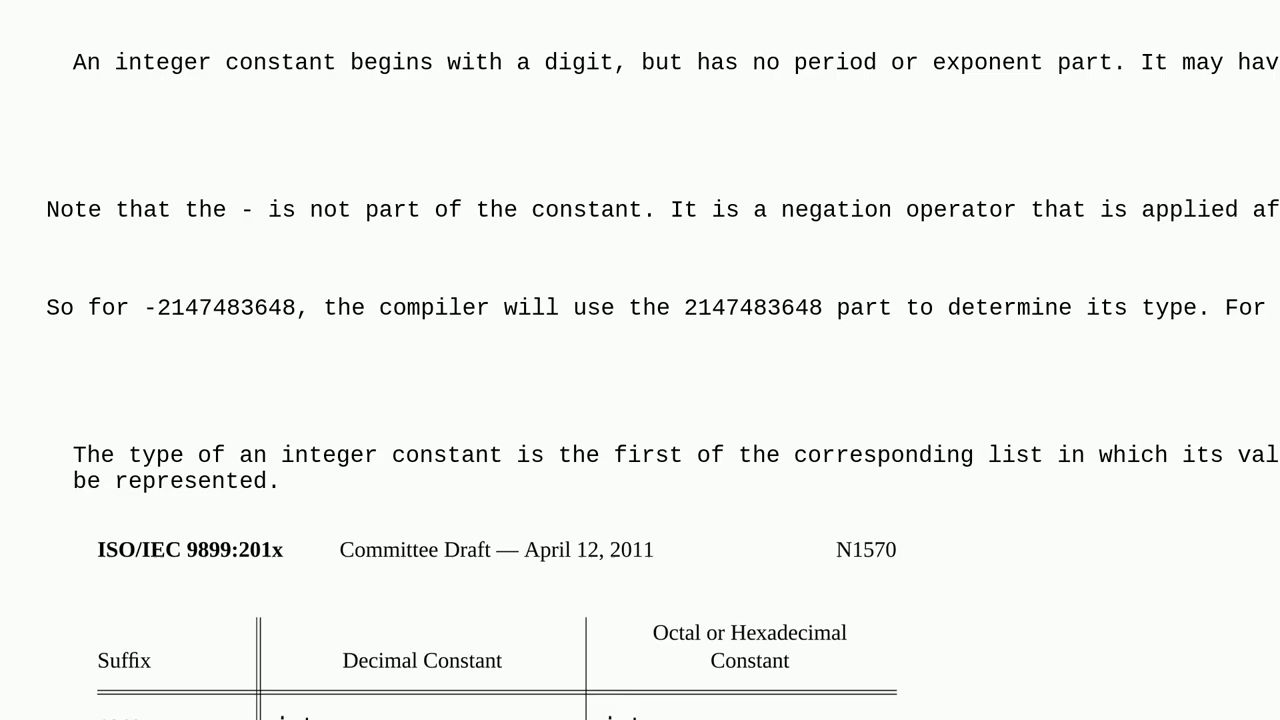 An integer constant begins with a digit, but has no period or exponent part. It may hav
Note that the - is not part of the constant. It is a negation operator that is applied af
So for -2147483648, the compiler will use the 2147483648 part to determine its type. For
The type of an integer constant is the first of the corresponding list in which its val
be represented.
ISO/IEC 9899:201x Committee Draft — April 12, 2011 N1570
Octal or Hexadecimal
Suffix Decimal Constant Constant